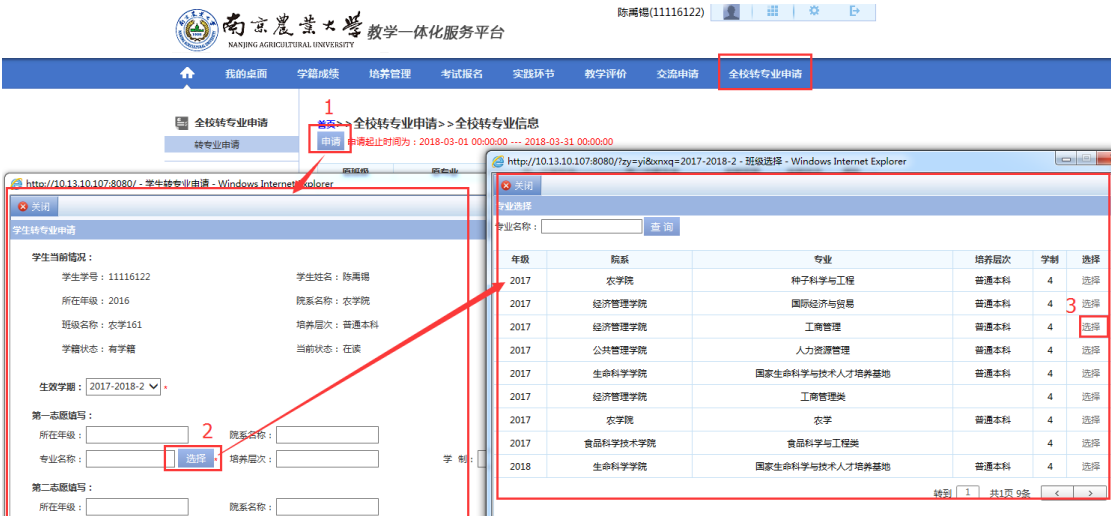 陈禹锡(11116122)
南京農業大學
NANJING AGRICULTURAL UNIVERSITY
教学一体化服务平台
我的桌面 学籍成绩 培养管理 考试报名 实践环节 教学评价 交流申请 全校转专业申请
全校转专业申请
转专业申请
1
首页>>全校转专业申请>>全校转专业信息
申请 申请起止时间为：2018-03-01 00:00:00 --- 2018-03-31 00:00:00
原班级 原专业
http://10.13.10.107:8080/ - 学生转专业申请 - Windows Internet Explorer
关闭
学生转专业申请
学生当前情况：
学生学号：11116122 学生姓名：陈禹锡
所在年级：2016 院系名称：农学院
班级名称：农学161 培养层次：普通本科
学籍状态：有学籍 当前状态：在读
生效学期： 2017-2018-2 *
第一志愿填写：
所在年级： 院系名称：
2
专业名称： 选择 * 培养层次： 学 制：
第二志愿填写：
所在年级： 院系名称：
http://10.13.10.107:8080/?zy=yi&xnxq=2017-2018-2 - 班级选择 - Windows Internet Explorer
关闭
专业选择
专业名称： 查询
年级 院系 专业 培养层次 学制 选择
2017 农学院 种子科学与工程 普通本科 4 选择
2017 经济管理学院 国际经济与贸易 普通本科 4 选择
3
2017 经济管理学院 工商管理 普通本科 4 选择
2017 公共管理学院 人力资源管理 普通本科 4 选择
2017 生命科学学院 国家生命科学与技术人才培养基地 普通本科 4 选择
2017 经济管理学院 工商管理类 4 选择
2017 农学院 农学 普通本科 4 选择
2017 食品科学技术学院 食品科学与工程类 4 选择
2018 生命科学学院 国家生命科学与技术人才培养基地 普通本科 4 选择
转到 1 共1页 9条 < >